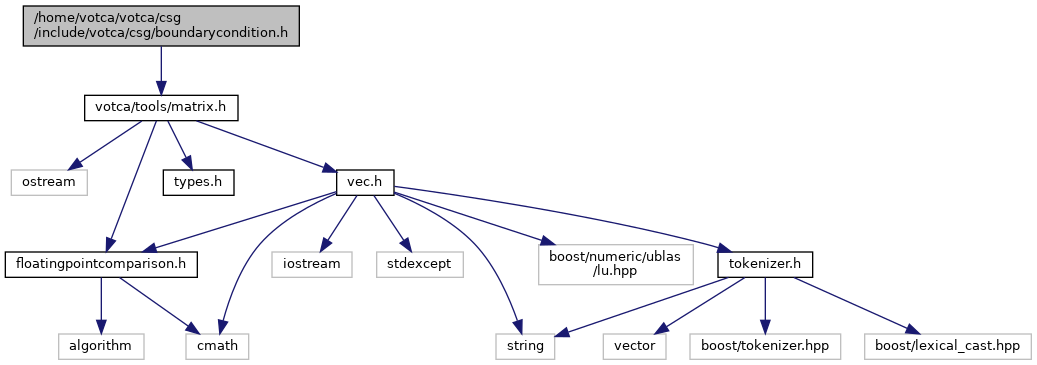 /home/votca/votca/csg
/include/votca/csg/boundarycondition.h
votca/tools/matrix.h
ostream
types.h
vec.h
floatingpointcomparison.h
iostream
stdexcept
boost/numeric/ublas
/lu.hpp
tokenizer.h
algorithm
cmath
string
vector
boost/tokenizer.hpp
boost/lexical_cast.hpp